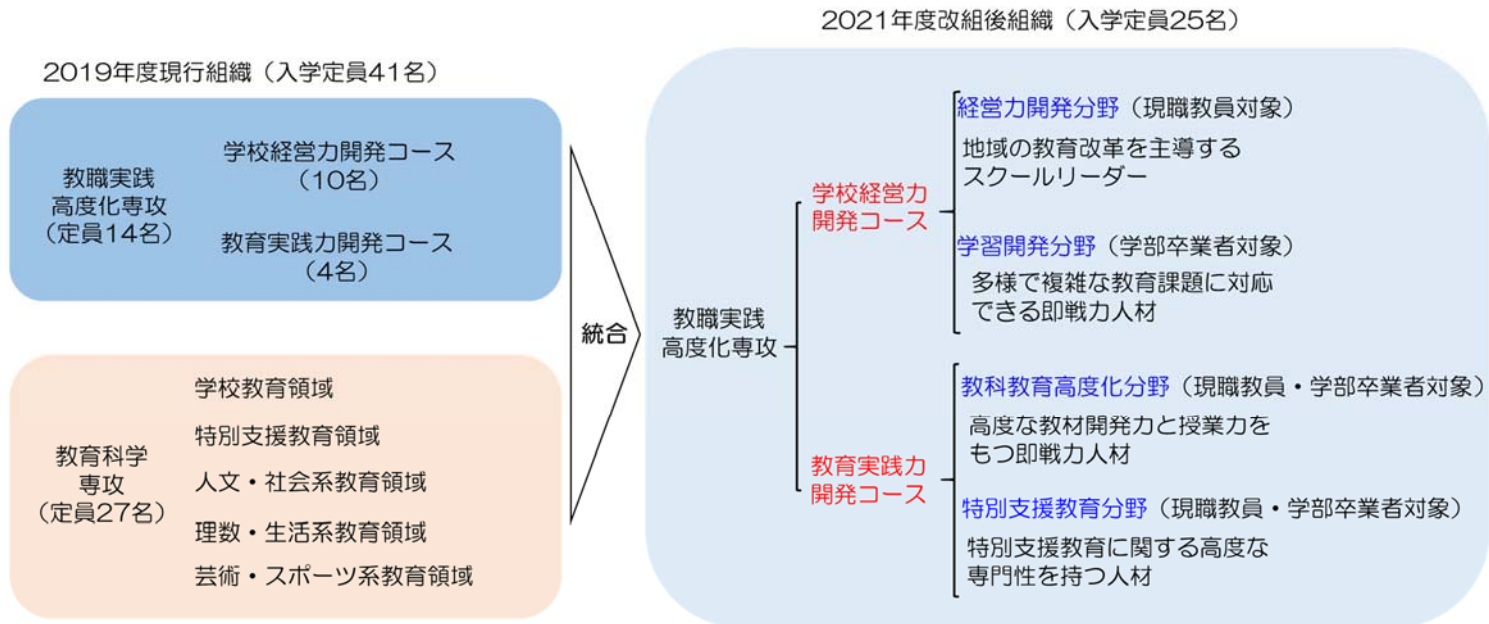 2019年度現行組織（入学定員41名）
教職実践
高度化専攻
（定員14名）
学校経営力開発コース
（10名）
教育実践力開発コース
（4名）
教育科学
専攻
（定員27名）
学校教育領域
特別支援教育領域
人文・社会系教育領域
理数・生活系教育領域
芸術・スポーツ系教育領域
統合
2021年度改組後組織（入学定員25名）
教職実践
高度化専攻
学校経営力
開発コース
経営力開発分野（現職教員対象）
地域の教育改革を主導する
スクールリーダー
学習開発分野（学部卒業者対象）
多様で複雑な教育課題に対応
できる即戦力人材
教育実践力
開発コース
教科教育高度化分野（現職教員・学部卒業者対象）
高度な教材開発力と授業力を
もつ即戦力人材
特別支援教育分野（現職教員・学部卒業者対象）
特別支援教育に関する高度な
専門性を持つ人材